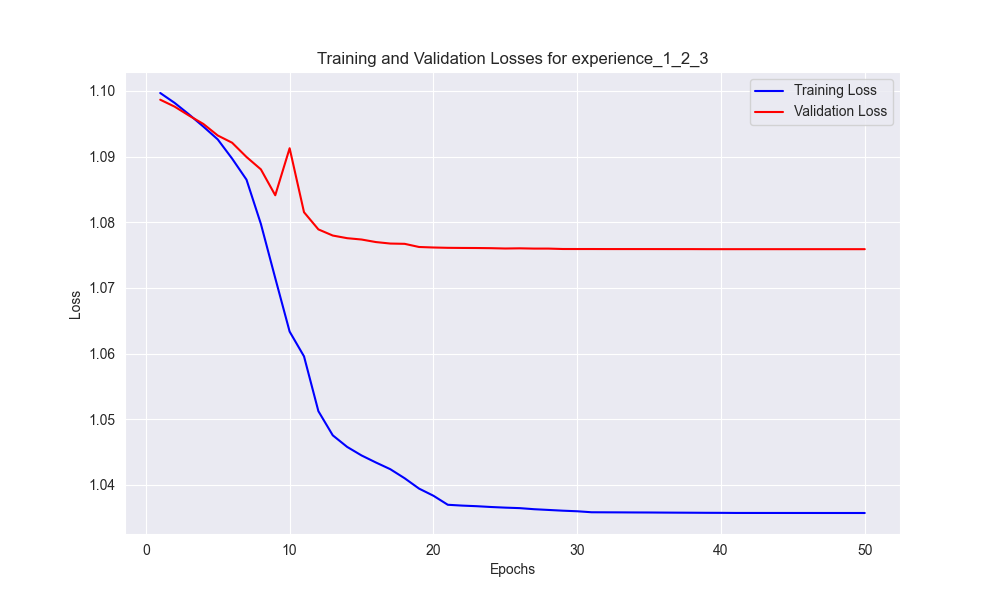 Training and Validation Losses for experience_1_2_3
Training Loss
Validation Loss
1.10
1.09
1.08
1.07
1.06
1.05
1.04
Loss
0
10
20
30
40
50
Epochs